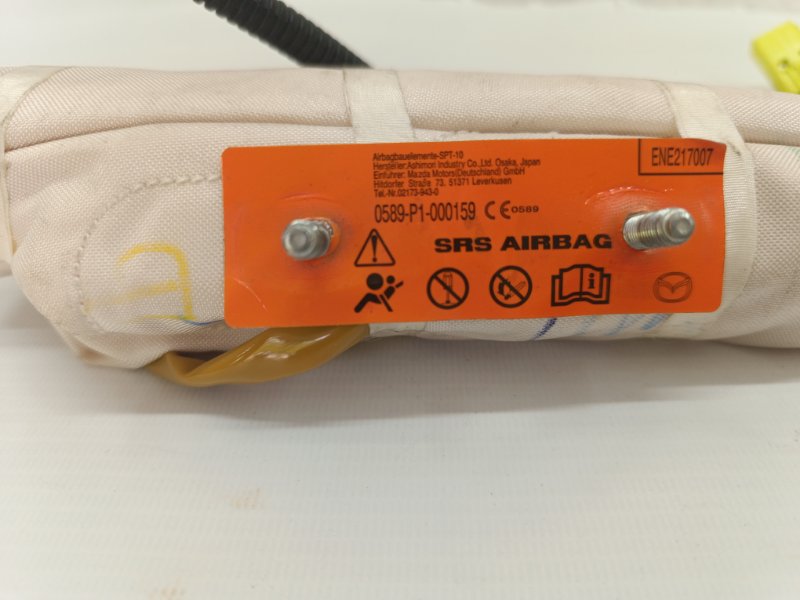 Airbagbauelemente-SPT-10
Hersteller:Ashimori Industry Co.,Ltd. Osaka, Japan
Einfuhrer: Mazda Motors(Deutschland) GmbH
Hitdorfer Straße 73. 51371 Leverkusen
Tel.-Nr.02173-943-0
ENE217007
0589-P1-000159 CE 0589
SRS AIRBAG